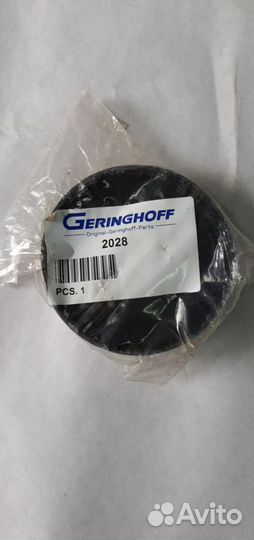 GERINGHOFF
Original-Geringhoff-Parts
2028
PCS. 1
Avito